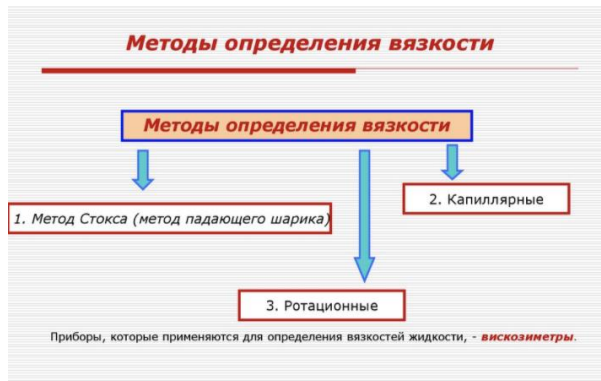 Методы определения вязкости
Методы определения вязкости
1. Метод Стокса (метод падающего шарика)
2. Капиллярные
3. Ротационные
Приборы, которые применяются для определения вязкостей жидкости, - вискозиметры.